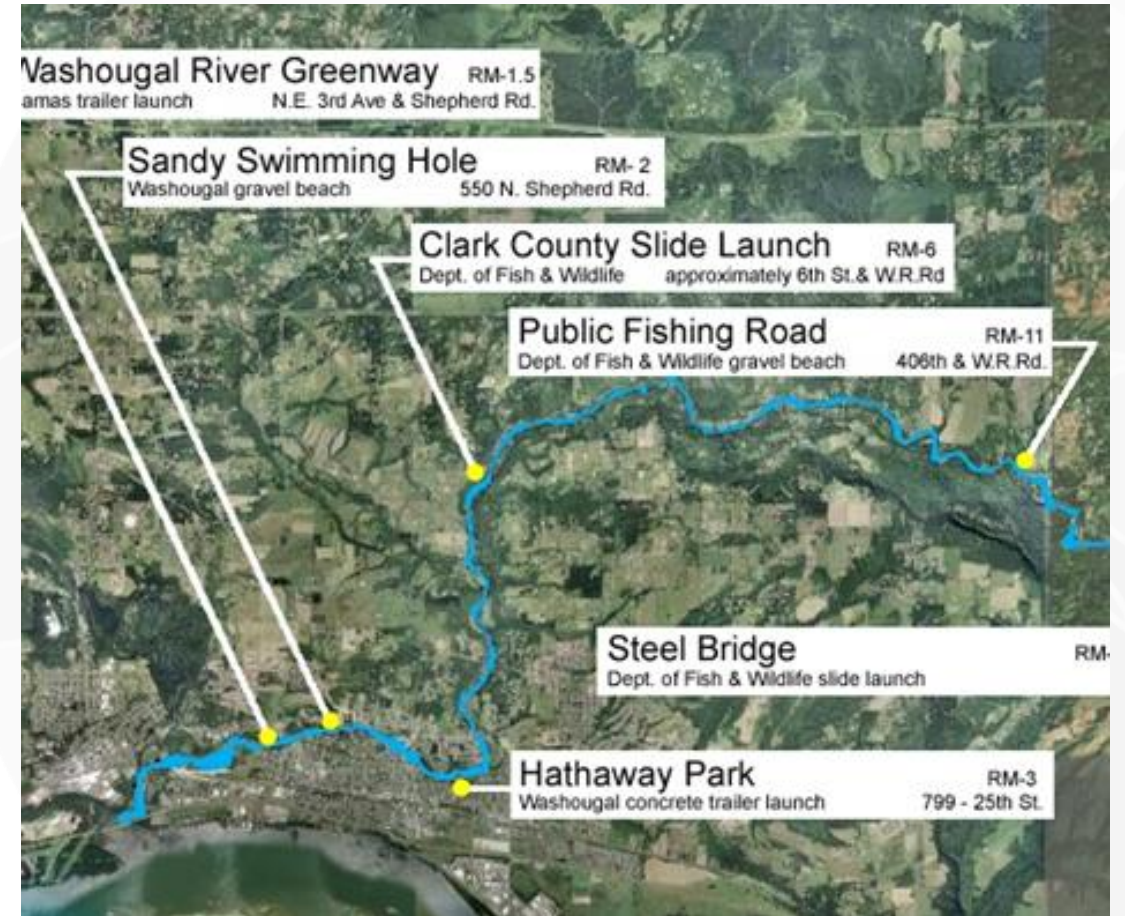 Washougal River Greenway RM-1.5
amas trailer launch N.E. 3rd Ave & Shepherd Rd.
Sandy Swimming Hole RM- 2
Washougal gravel beach 550 N. Shepherd Rd.
Clark County Slide Launch RM-6
Dept. of Fish & Wildlife approximately 6th St.& W.R.Rd
Public Fishing Road RM-11
Dept. of Fish & Wildlife gravel beach 406th & W.R.Rd.
Steel Bridge RM-
Dept. of Fish & Wildlife slide launch
Hathaway Park RM-3
Washougal concrete trailer launch 799 - 25th St.